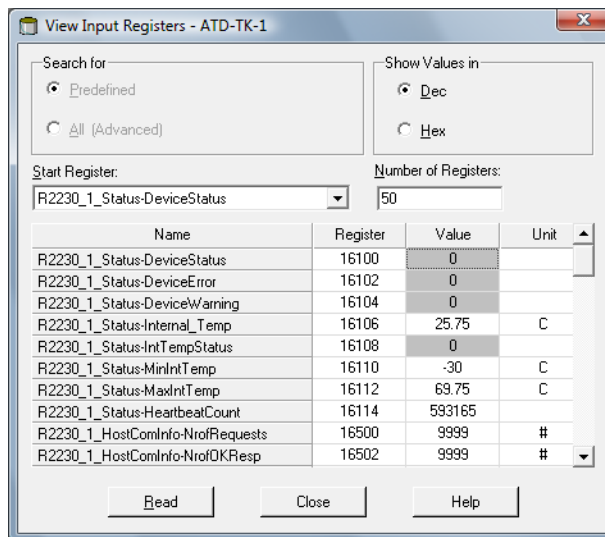 View Input Registers - ATD-TK-1
Search for
Predefined
All (Advanced)
Show Values in
Dec
Hex
Start Register:
R2230_1_Status-DeviceStatus
Number of Registers:
50
Name Register Value Unit
R2230_1_Status-DeviceStatus 16100 0
R2230_1_Status-DeviceError 16102 0
R2230_1_Status-DeviceWarning 16104 0
R2230_1_Status-Internal_Temp 16106 25.75 C
R2230_1_Status-IntTempStatus 16108 0
R2230_1_Status-MinIntTemp 16110 -30 C
R2230_1_Status-MaxIntTemp 16112 69.75 C
R2230_1_Status-HeartbeatCount 16114 593165
R2230_1_HostComInfo-NrofRequests 16500 9999 #
R2230_1_HostComInfo-NrofOKResp 16502 9999 #
Read Close Help